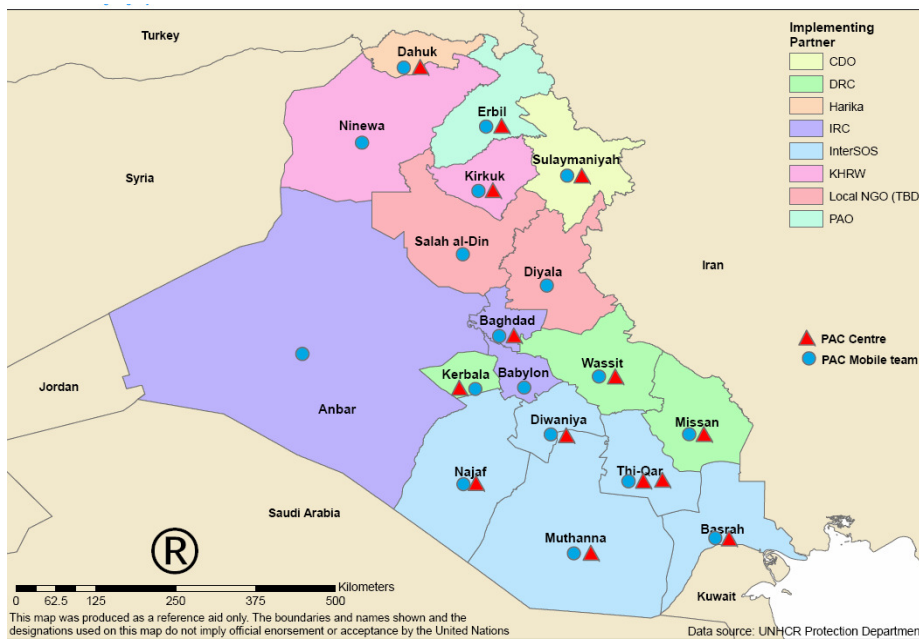 Turkey
Syria
Jordan
Saudi Arabia
Iran
Kuwait
Dahuk
Ninewa
Erbil
Sulaymaniyah
Kirkuk
Salah al-Din
Diyala
Baghdad
Anbar
Kerbala
Babylon
Wassit
Diwaniya
Missan
Najaf
Thi-Qar
Muthanna
Basrah
Implementing
Partner
CDO
DRC
Harika
IRC
InterSOS
KHRW
Local NGO (TBD
PAO
PAC Centre
PAC Mobile team
®
Kilometers
0 62.5 125 250 375 500
This map was produced as a reference aid only. The boundaries and names shown and the
designations used on this map do not imply official enorsement or acceptance by the United Nations
Data source: UNHCR Protection Departmen